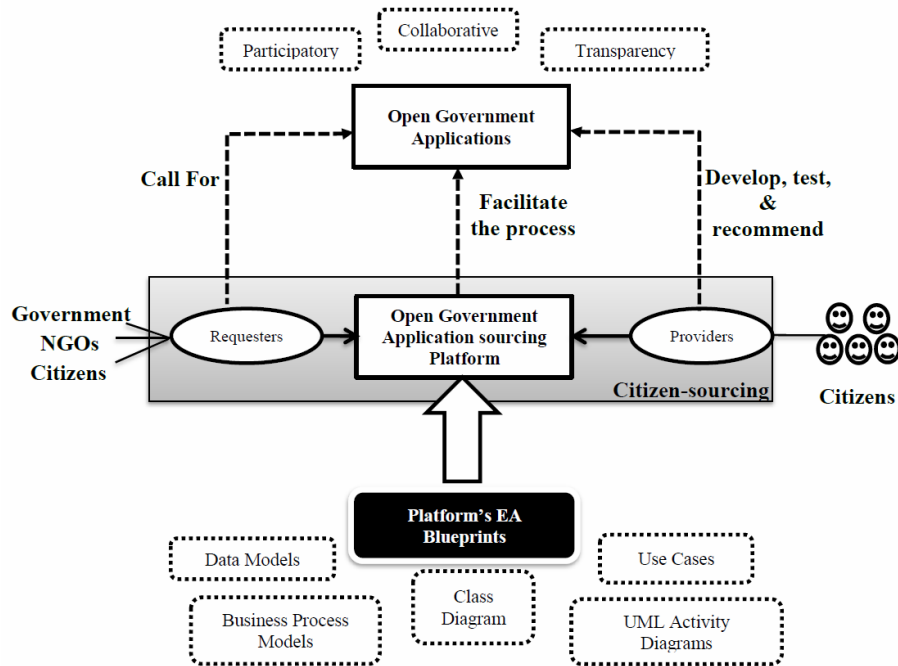 Collaborative
Participatory
Transparency
Open Government
Applications
Call For
Facilitate
the process
Develop, test,
&
recommend
Government
NGOs
Citizens
Requesters
Open Government
Application sourcing
Platform
Providers
Citizen-sourcing
Citizens
Platform’s EA
Blueprints
Data Models
Use Cases
Class
Diagram
Business Process
Models
UML Activity
Diagrams